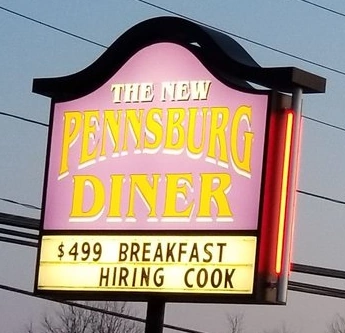 THE NEW
PENNSBURG
DINER
$499 BREAKFAST
HIRING COOK